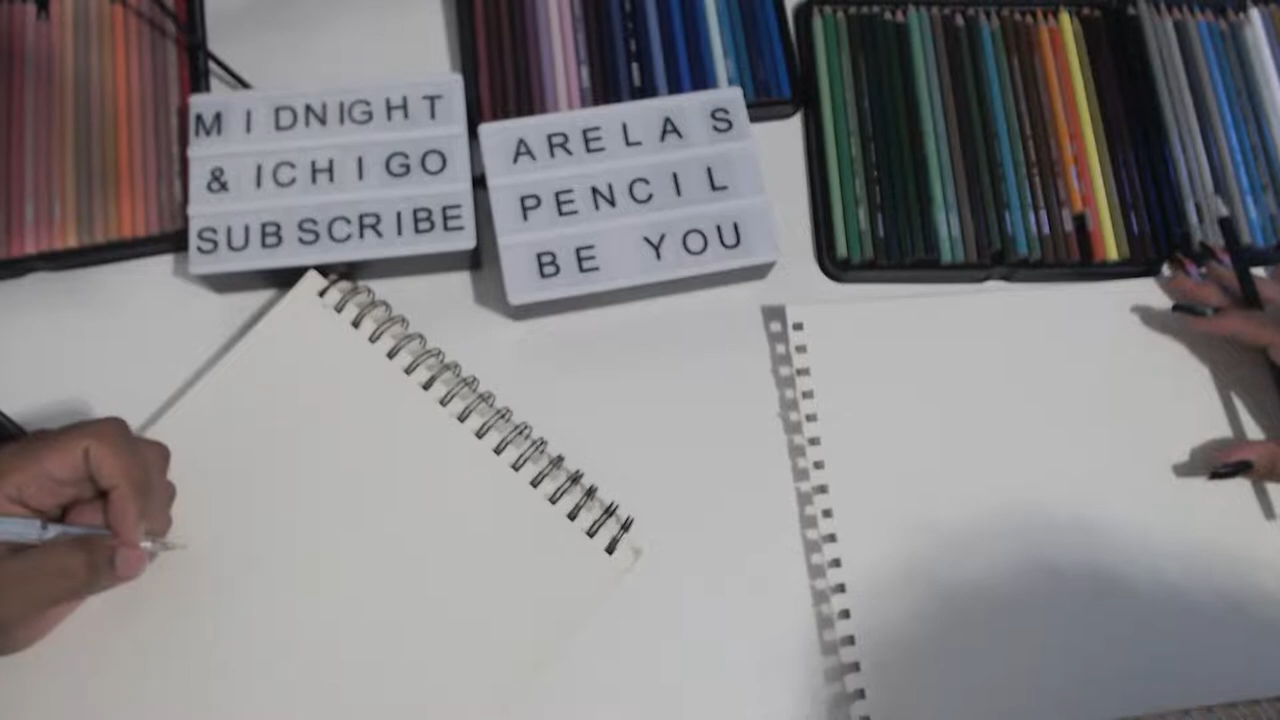 MIDNIGHT
& ICHIGO
SUBSCRIBE
ARELAS
PENCIL
BE YOU